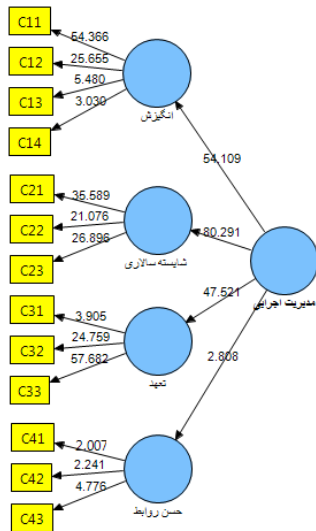 C11
54.366
C12
25.655
C13
5.480
C14
3.030
انگیزش
54.109
C21
35.589
C22
21.076
C23
26.896
شایسته سالاری
80.291
مدیریت اجرایی
47.521
C31
3.905
C32
24.759
C33
57.682
تعهد
2.808
C41
2.007
C42
2.241
C43
4.776
حسن روابط